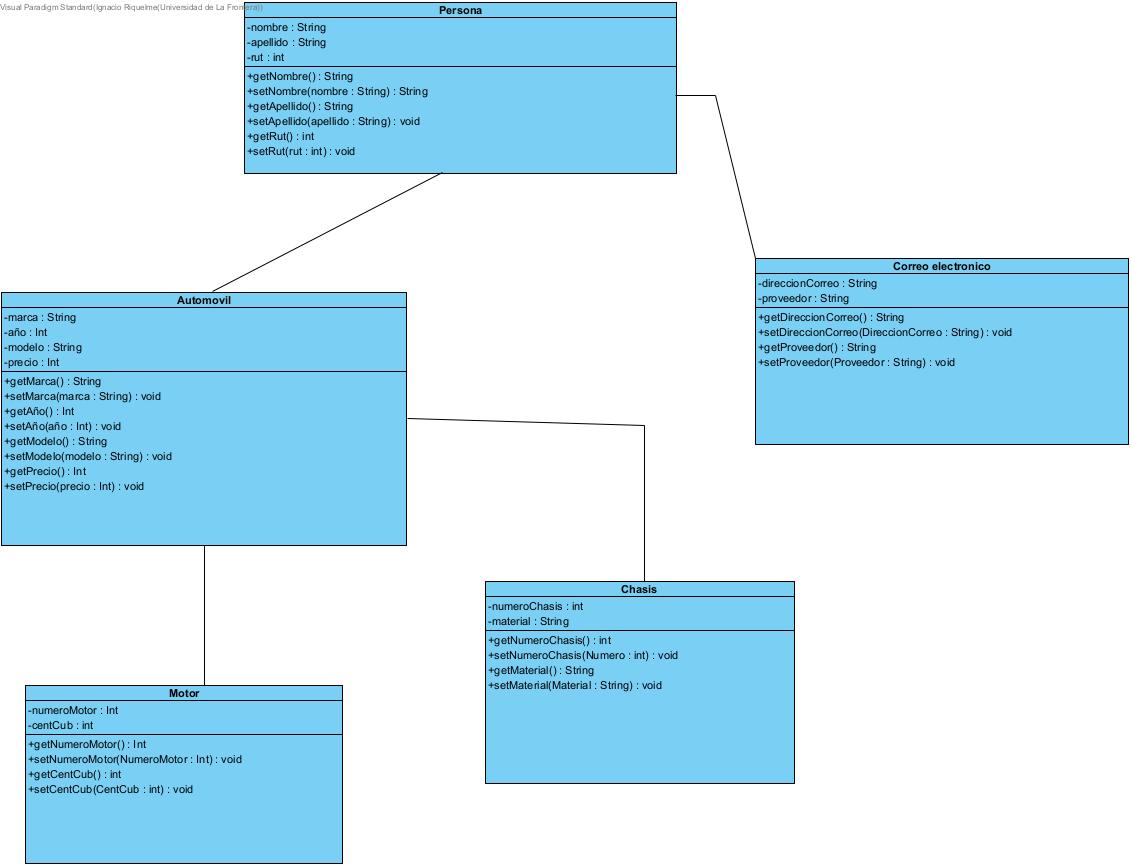 Visual Paradigm Standard(Ignacio Riquelme(Universidad de La Frontera))
Persona
-nombre : String
-apellido : String
-rut : int
+getNombre() : String
+setNombre(nombre : String) : String
+getApellido() : String
+setApellido(apellido : String) : void
+getRut() : int
+setRut(rut : int) : void
Correo electronico
-direccionCorreo : String
-proveedor : String
+getDireccionCorreo() : String
+setDireccionCorreo(DireccionCorreo : String) : void
+getProveedor() : String
+setProveedor(Proveedor : String) : void
Automovil
-marca : String
-año : Int
-modelo : String
-precio : Int
+getMarca() : String
+setMarca(marca : String) : void
+getAño() : Int
+setAño(año : Int) : void
+getModelo() : String
+setModelo(modelo : String) : void
+getPrecio() : Int
+setPrecio(precio : Int) : void
Chasis
-numeroChasis : int
-material : String
+getNumeroChasis() : int
+setNumeroChasis(Numero : int) : void
+getMaterial() : String
+setMaterial(Material : String) : void
Motor
-numeroMotor : Int
-centCub : int
+getNumeroMotor() : Int
+setNumeroMotor(NumeroMotor : Int) : void
+getCentCub() : int
+setCentCub(CentCub : int) : void